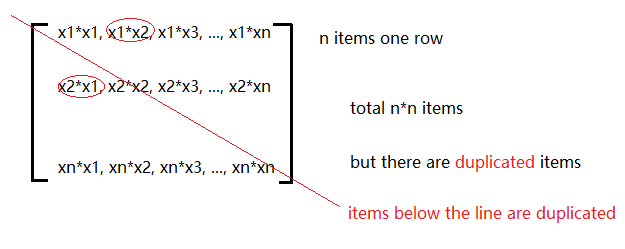 x1*x1, x1*x2, x1*x3, ..., x1*xn
n items one row
x2*x1, x2*x2, x2*x3, ..., x2*xn
total n*n items
xn*x1, xn*x2, xn*x3, ..., xn*xn
but there are duplicated items
items below the line are duplicated